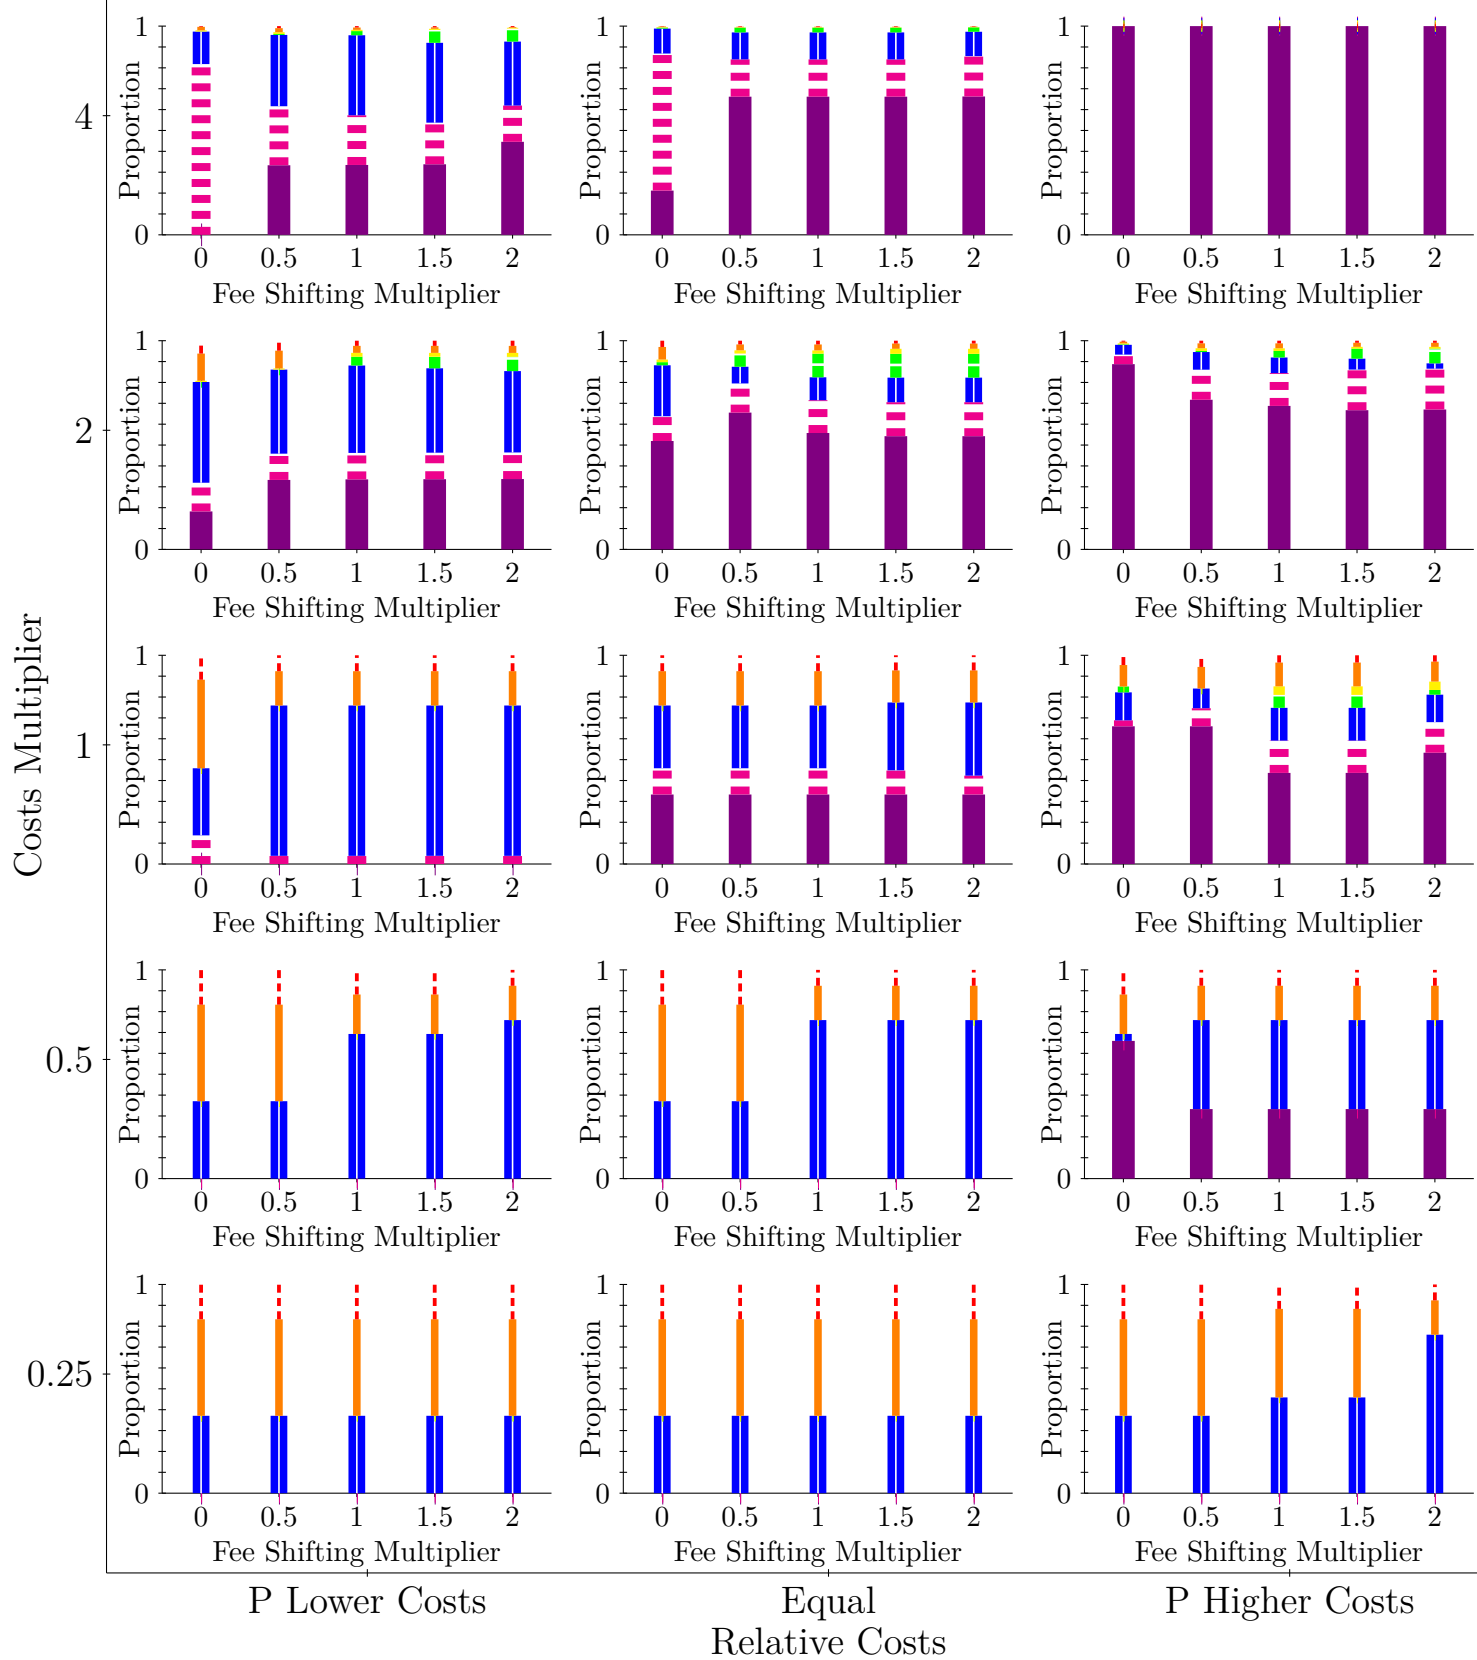 Costs Multiplier
4
1
Proportion
0
0 0.5 1 1.5 2
Fee Shifting Multiplier
1
Proportion
0
0 0.5 1 1.5 2
Fee Shifting Multiplier
1
Proportion
0
0 0.5 1 1.5 2
Fee Shifting Multiplier
2
1
Proportion
0
0 0.5 1 1.5 2
Fee Shifting Multiplier
1
Proportion
0
0 0.5 1 1.5 2
Fee Shifting Multiplier
1
Proportion
0
0 0.5 1 1.5 2
Fee Shifting Multiplier
1
1
Proportion
0
0 0.5 1 1.5 2
Fee Shifting Multiplier
1
Proportion
0
0 0.5 1 1.5 2
Fee Shifting Multiplier
1
Proportion
0
0 0.5 1 1.5 2
Fee Shifting Multiplier
0.5
1
Proportion
0
0 0.5 1 1.5 2
Fee Shifting Multiplier
1
Proportion
0
0 0.5 1 1.5 2
Fee Shifting Multiplier
1
Proportion
0
0 0.5 1 1.5 2
Fee Shifting Multiplier
0.25
1
Proportion
0
0 0.5 1 1.5 2
Fee Shifting Multiplier
1
Proportion
0
0 0.5 1 1.5 2
Fee Shifting Multiplier
1
Proportion
0
0 0.5 1 1.5 2
Fee Shifting Multiplier
P Lower Costs
Equal
P Higher Costs
Relative Costs